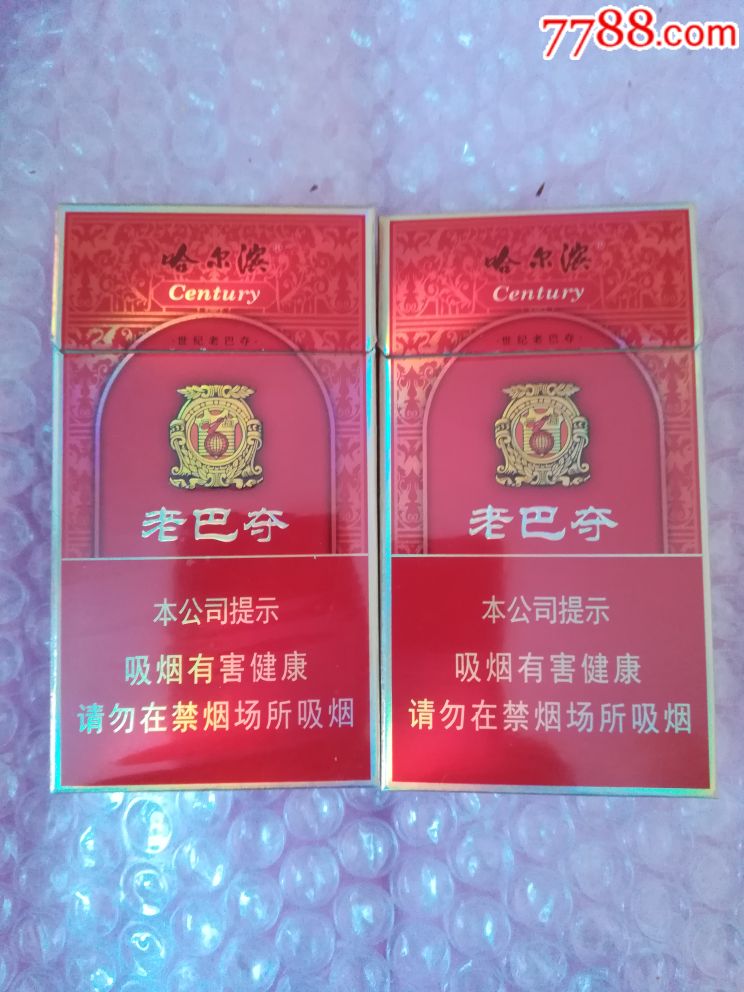 7788.com
哈尔滨®
Century
·世纪老巴夺·
老巴夺
本公司提示
吸烟有害健康
请勿在禁烟场所吸烟
哈尔滨®
Century
·世纪老巴夺·
老巴夺
本公司提示
吸烟有害健康
请勿在禁烟场所吸烟